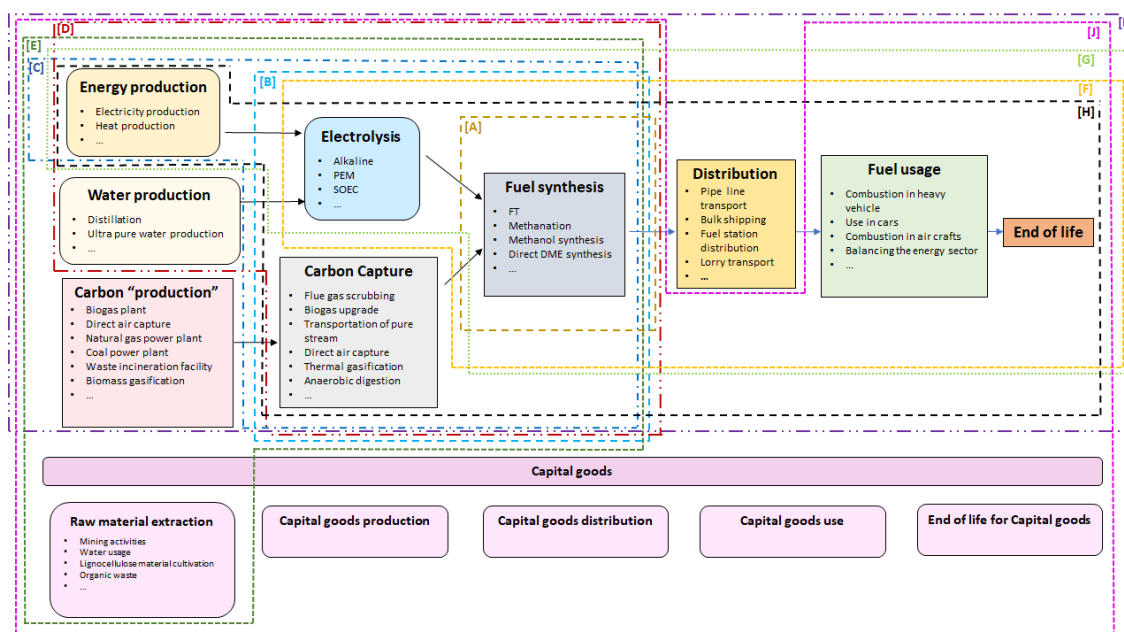 [D]
[I
[E]
[J]
[G]
[C]
[B]
[F]
[H]
[A]
Energy production
• Electricity production
• Heat production
• ...
Electrolysis
• Alkaline
• PEM
• SOEC
• ...
Water production
• Distillation
• Ultra pure water production
• ...
Carbon “production”
• Biogas plant
• Direct air capture
• Natural gas power plant
• Coal power plant
• Waste incineration facility
• Biomass gasification
• ...
Carbon Capture
• Flue gas scrubbing
• Biogas upgrade
• Transportation of pure
stream
• Direct air capture
• Thermal gasification
• Anaerobic digestion
• ...
Fuel synthesis
• FT
• Methanation
• Methanol synthesis
• Direct DME synthesis
• ...
Distribution
• Pipe line
transport
• Bulk shipping
• Fuel station
distribution
• Lorry transport
• ...
Fuel usage
• Combustion in heavy
vehicle
• Use in cars
• Combustion in air crafts
• Balancing the energy sector
• ...
End of life
Capital goods
Raw material extraction
• Mining activities
• Water usage
• Lignocellulose material cultivation
• Organic waste
• ...
Capital goods production
Capital goods distribution
Capital goods use
End of life for Capital goods